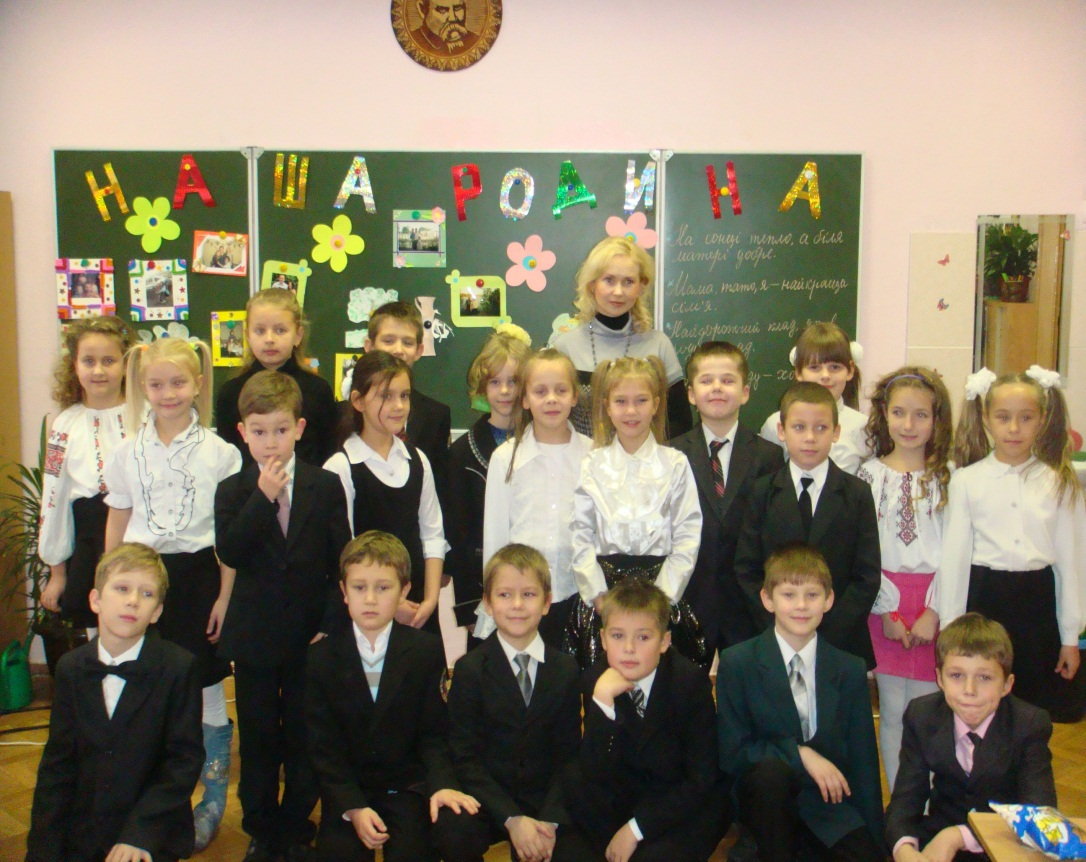 НАША РОДИНА
На сонці тепло, а біля
матері добре.
Мама, тато, я – найкраща
сім'я.
Найдорожчий клад,